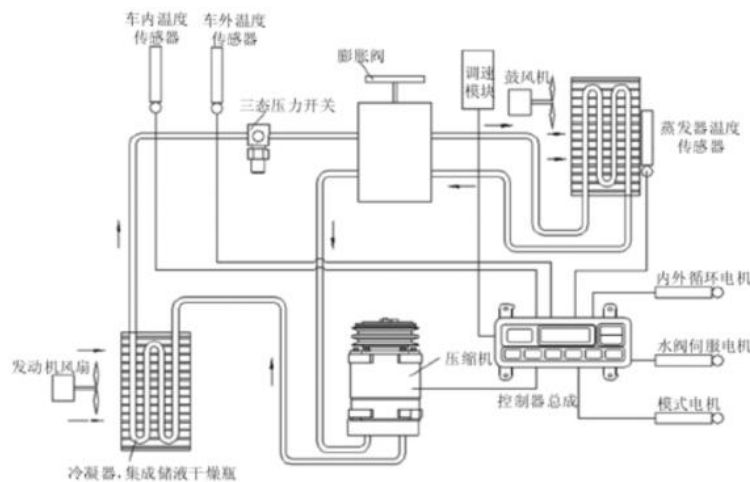 车内温度
传感器
车外温度
传感器
膨胀阀
调速
模块
鼓风机
三态压力开关
蒸发器温度
传感器
内外循环电机
水阀伺服电机
模式电机
发动机风扇
压缩机
控制器总成
冷凝器,集成储液干燥瓶